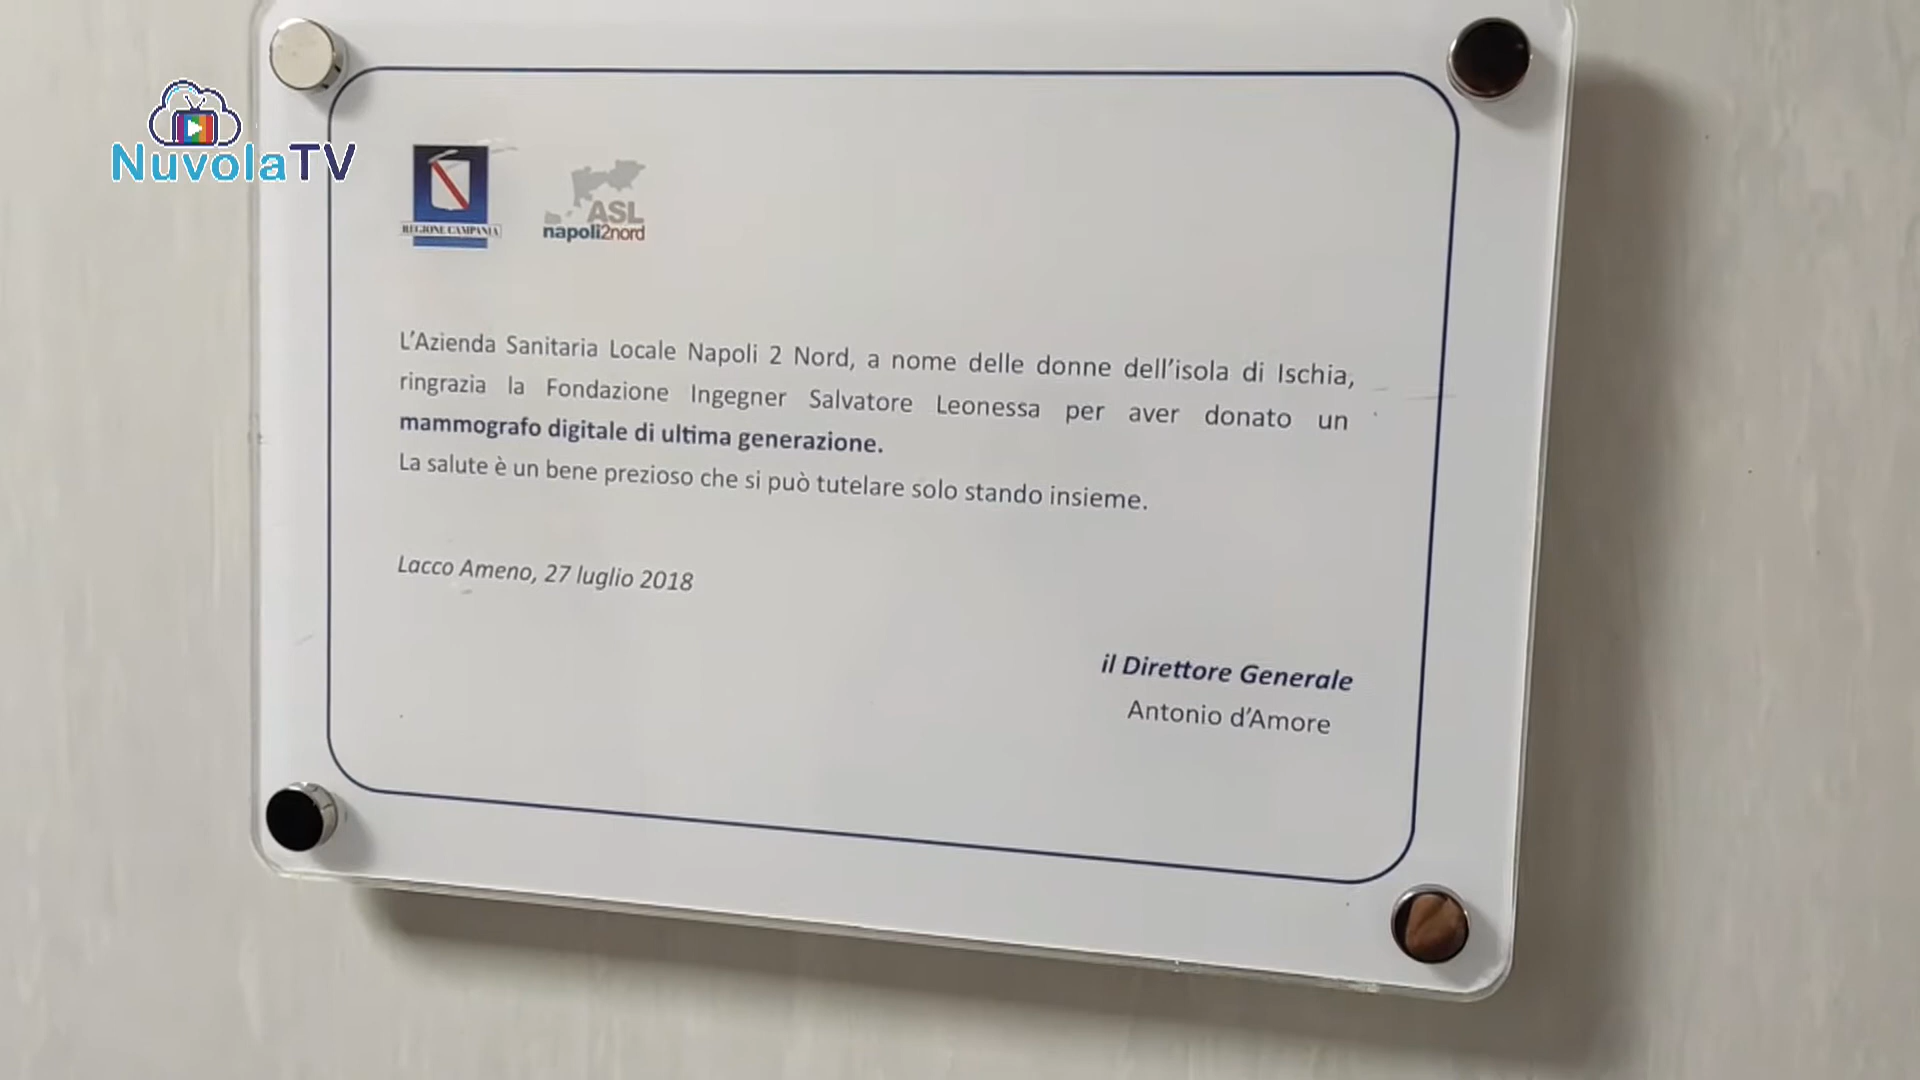 NuvolaTV
REGIONE CAMPANIA
ASL
napoli2nord
L'Azienda Sanitaria Locale Napoli 2 Nord, a nome delle donne dell'isola di Ischia,
ringrazia la Fondazione Ingegner Salvatore Leonessa per aver donato un
mammografo digitale di ultima generazione.
La salute è un bene prezioso che si può tutelare solo stando insieme.
Lacco Ameno, 27 luglio 2018
il Direttore Generale
Antonio d'Amore